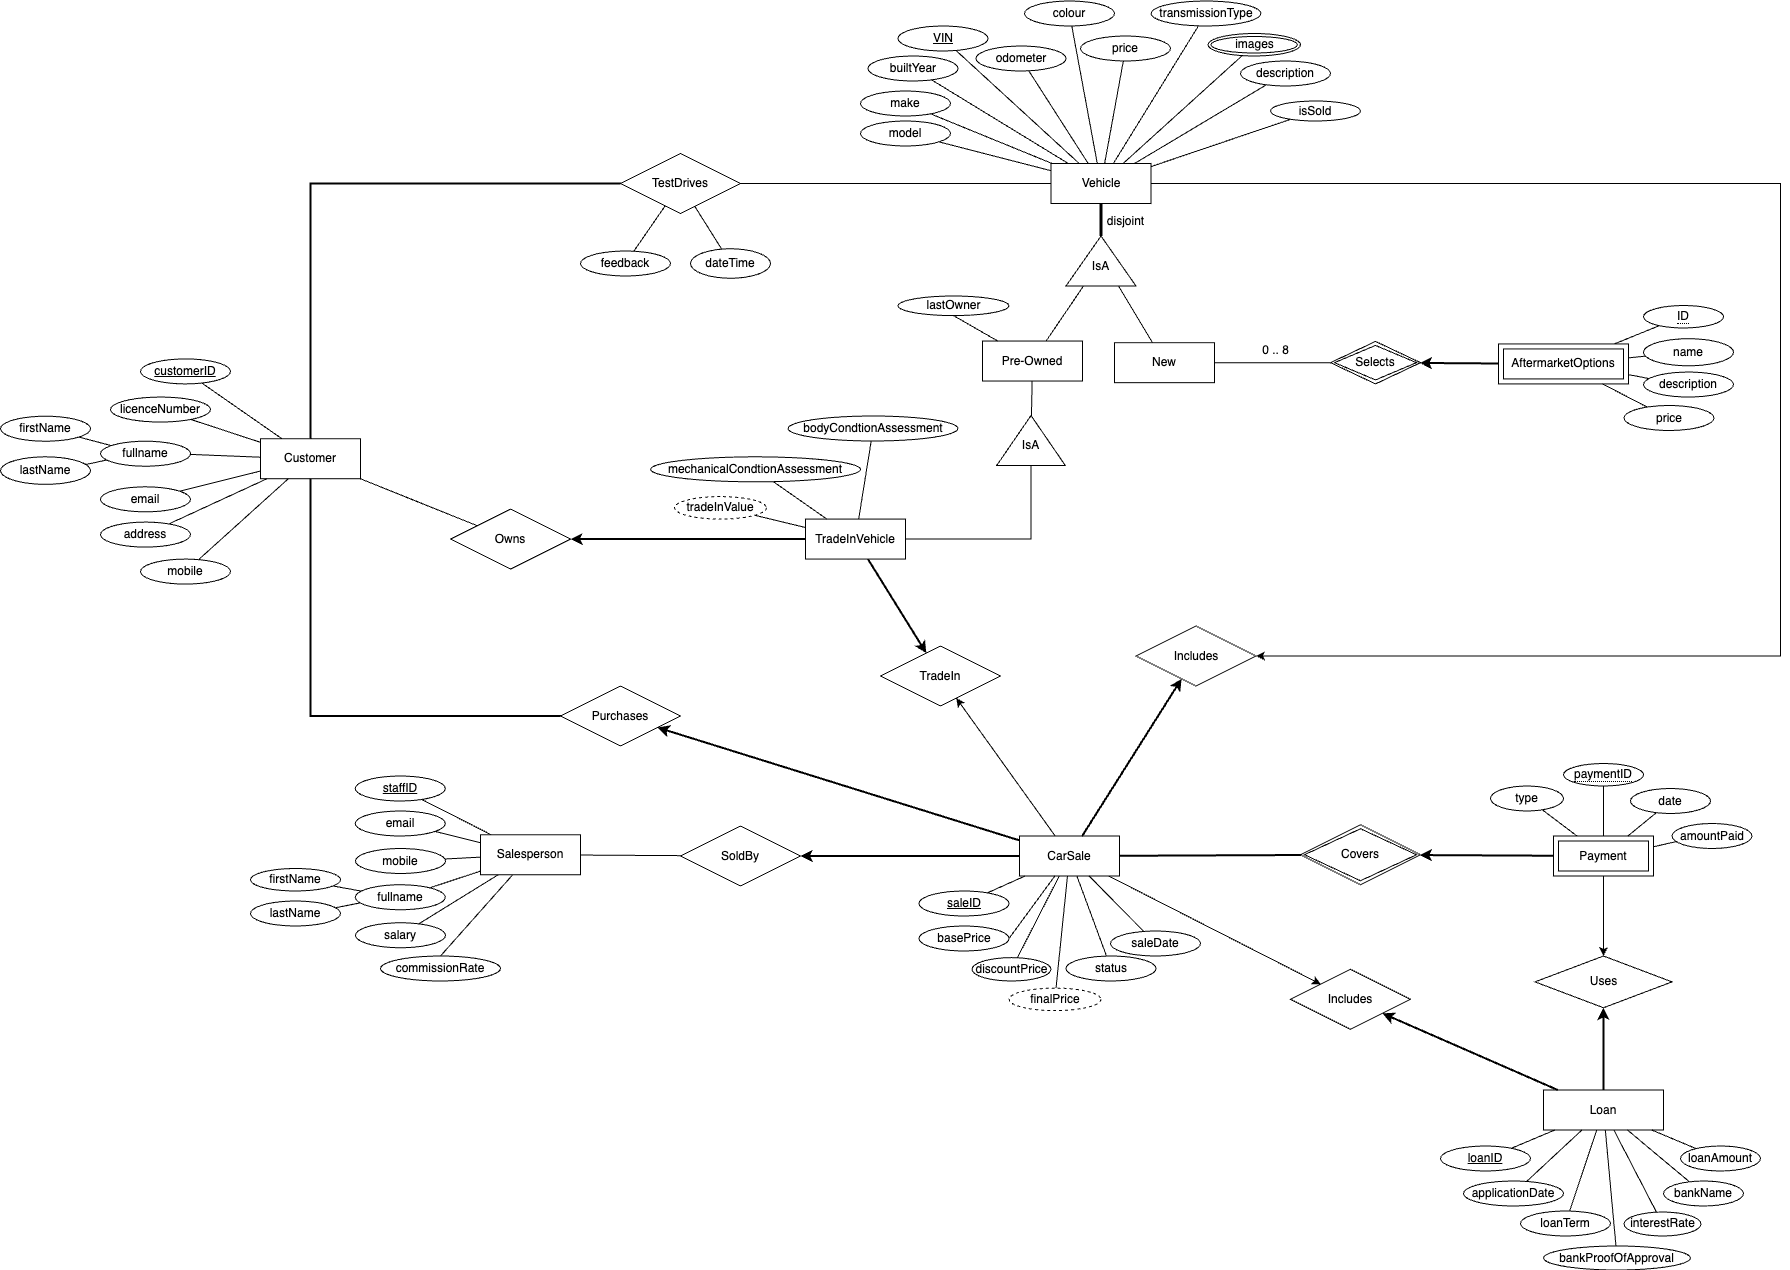 colour
transmissionType
VIN
images
odometer
price
builtYear
description
make
isSold
model
TestDrives
Vehicle
disjoint
feedback
dateTime
IsA
lastOwner
ID
Pre-Owned
New
0 .. 8
Selects
AftermarketOptions
name
description
price
customerID
licenceNumber
firstName
fullname
lastName
Customer
email
address
mobile
bodyCondtionAssessment
IsA
mechanicalCondtionAssessment
tradeInValue
Owns
TradeInVehicle
TradeIn
Includes
Purchases
staffID
email
mobile
firstName
fullname
lastName
salary
commissionRate
Salesperson
SoldBy
CarSale
Covers
paymentID
type
date
amountPaid
Payment
saleID
basePrice
saleDate
discountPrice
status
finalPrice
Includes
Uses
Loan
loanID
loanAmount
applicationDate
bankName
loanTerm
interestRate
bankProofOfApproval